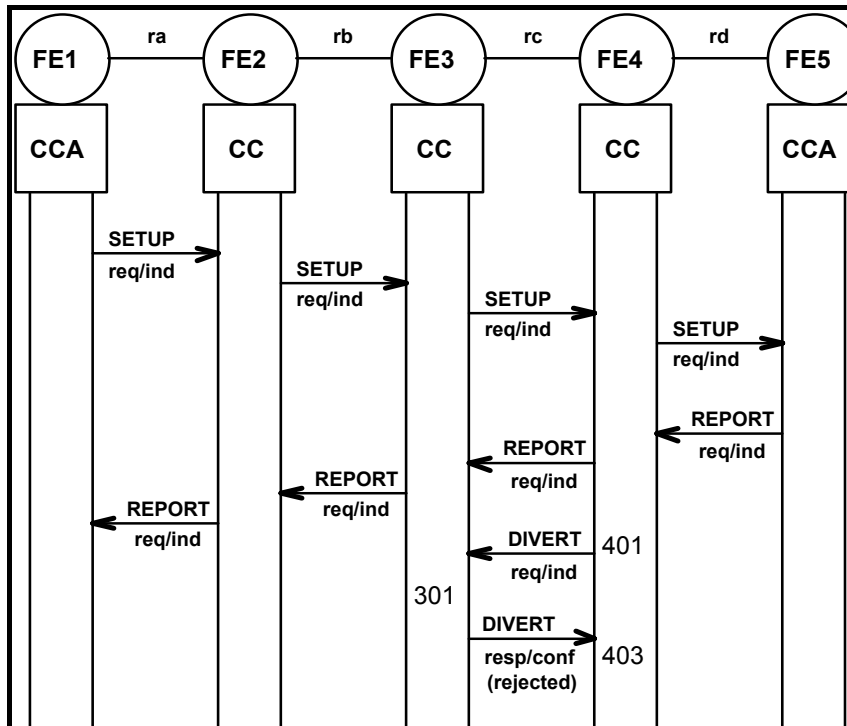 ra rb rc rd
FE1 FE2 FE3 FE4 FE5
CCA CC CC CC CCA
SETUP
req/ind
SETUP
req/ind
SETUP
req/ind
SETUP
req/ind
REPORT
req/ind
REPORT
req/ind
REPORT
req/ind
REPORT
req/ind
DIVERT 401
req/ind
301
DIVERT
resp/conf 403
(rejected)